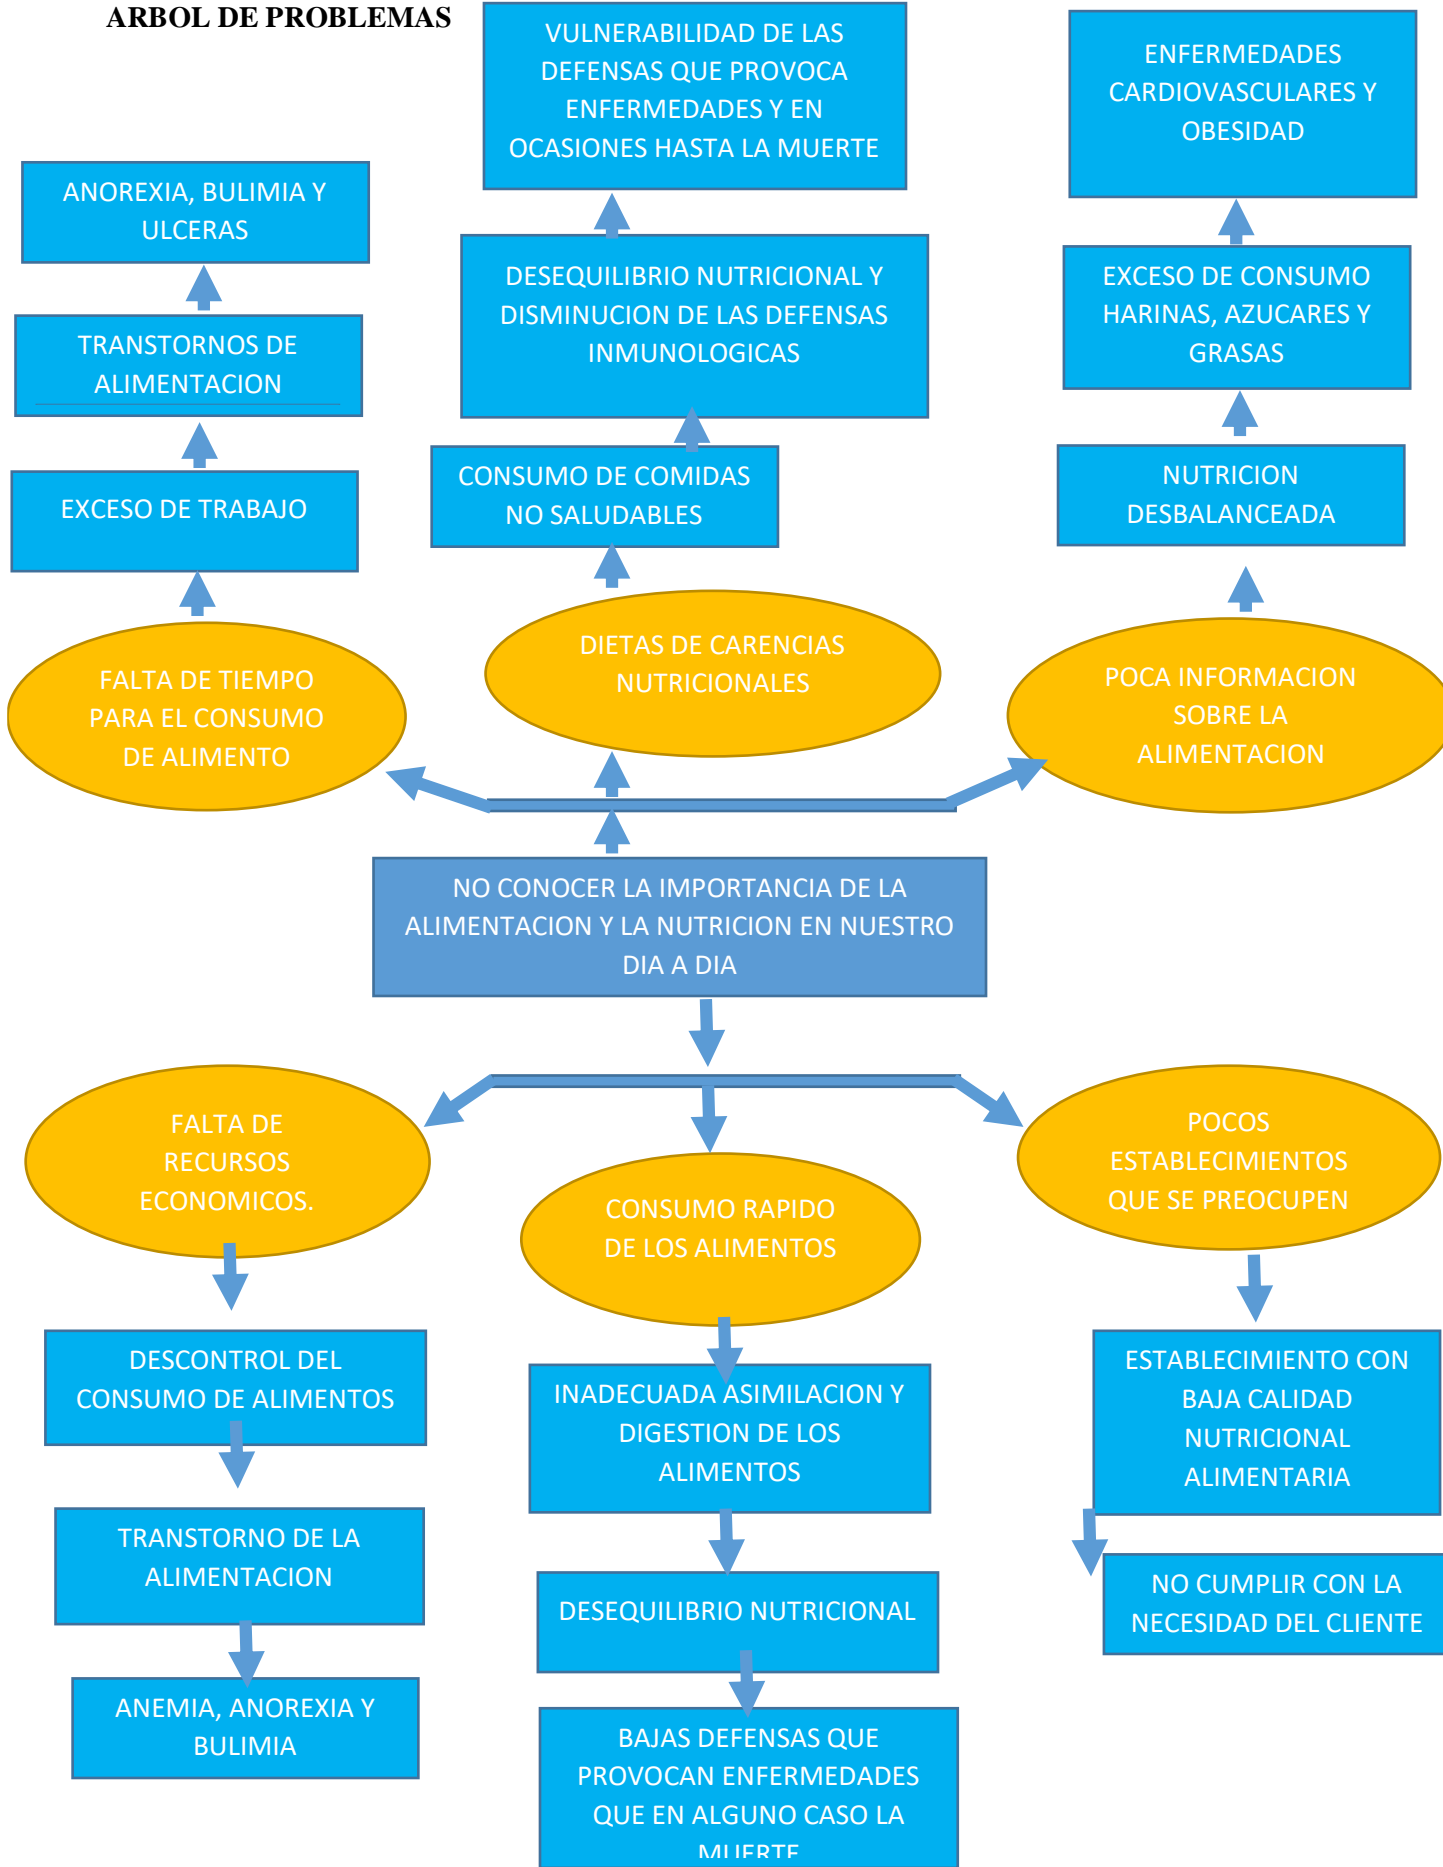 ARBOL DE PROBLEMAS
VULNERABILIDAD DE LAS
DEFENSAS QUE PROVOCA
ENFERMEDADES Y EN
OCASIONES HASTA LA MUERTE
ENFERMEDADES
CARDIOVASCULARES Y
OBESIDAD
ANOREXIA, BULIMIA Y
ULCERAS
DESEQUILIBRIO NUTRICIONAL Y
DISMINUCION DE LAS DEFENSAS
INMUNOLOGICAS
EXCESO DE CONSUMO
HARINAS, AZUCARES Y
GRASAS
TRANSTORNOS DE
ALIMENTACION
CONSUMO DE COMIDAS
NO SALUDABLES
NUTRICION
DESBALANCEADA
EXCESO DE TRABAJO
DIETAS DE CARENCIAS
NUTRICIONALES
FALTA DE TIEMPO
PARA EL CONSUMO
DE ALIMENTO
POCA INFORMACION
SOBRE LA
ALIMENTACION
NO CONOCER LA IMPORTANCIA DE LA
ALIMENTACION Y LA NUTRICION EN NUESTRO
DIA A DIA
FALTA DE
RECURSOS
ECONOMICOS.
CONSUMO RAPIDO
DE LOS ALIMENTOS
POCOS
ESTABLECIMIENTOS
QUE SE PREOCUPEN
DESCONTROL DEL
CONSUMO DE ALIMENTOS
INADECUADA ASIMILACION Y
DIGESTION DE LOS
ALIMENTOS
ESTABLECIMIENTO CON
BAJA CALIDAD
NUTRICIONAL
ALIMENTARIA
TRANSTORNO DE LA
ALIMENTACION
DESEQUILIBRIO NUTRICIONAL
NO CUMPLIR CON LA
NECESIDAD DEL CLIENTE
ANEMIA, ANOREXIA Y
BULIMIA
BAJAS DEFENSAS QUE
PROVOCAN ENFERMEDADES
QUE EN ALGUNO CASO LA
MUERTE